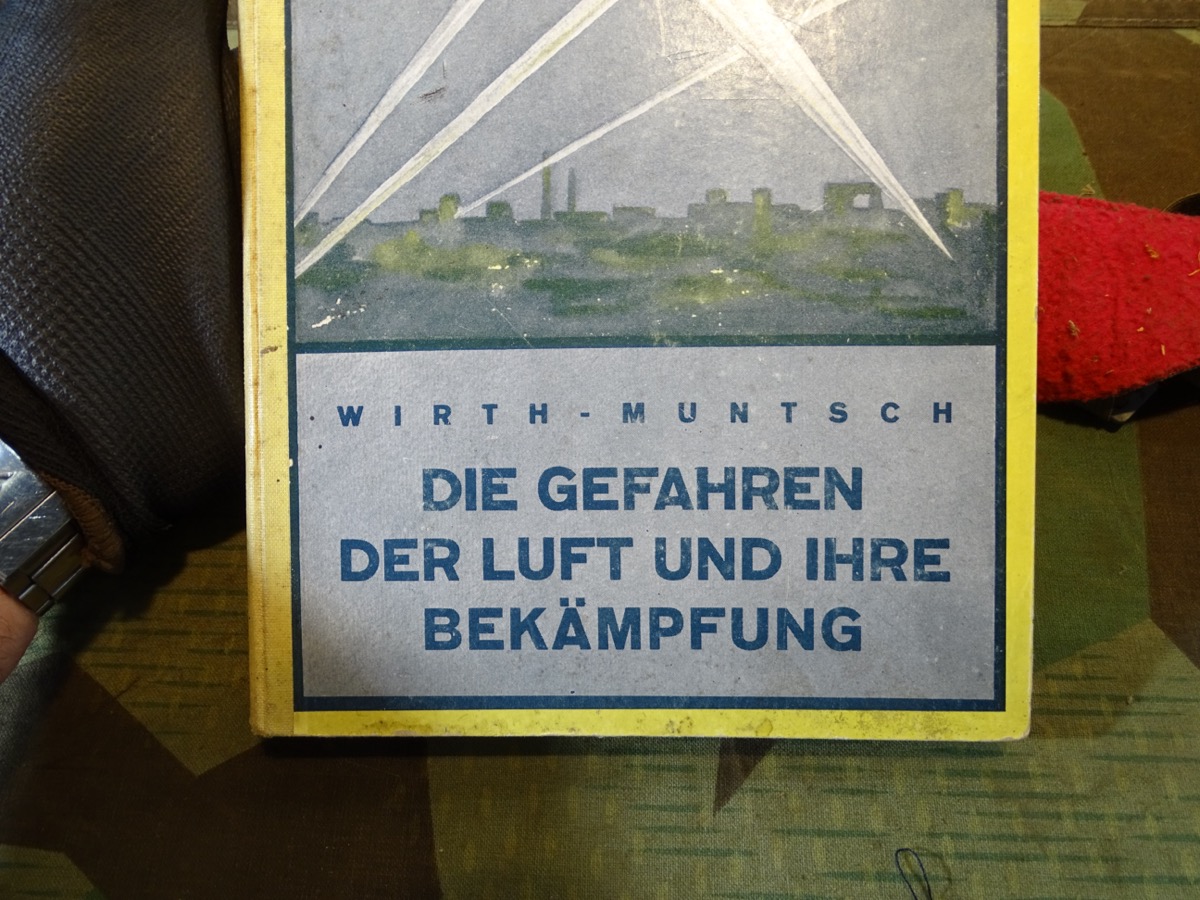 WIRTH-MUNTSCH
DIE GEFAHREN
DER LUFT UND IHRE
BEKÄMPFUNG